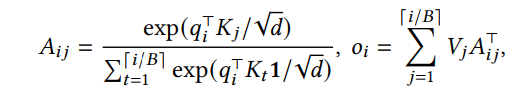 A_{ij} = \frac{\exp(q_i^\top K_j/\sqrt{d})}{\sum_{t=1}^{\lceil i/B \rceil} \exp(q_i^\top K_t \mathbf{1}/\sqrt{d})}, \; o_i = \sum_{j=1}^{\lceil i/B \rceil} V_j A_{ij}^\top,